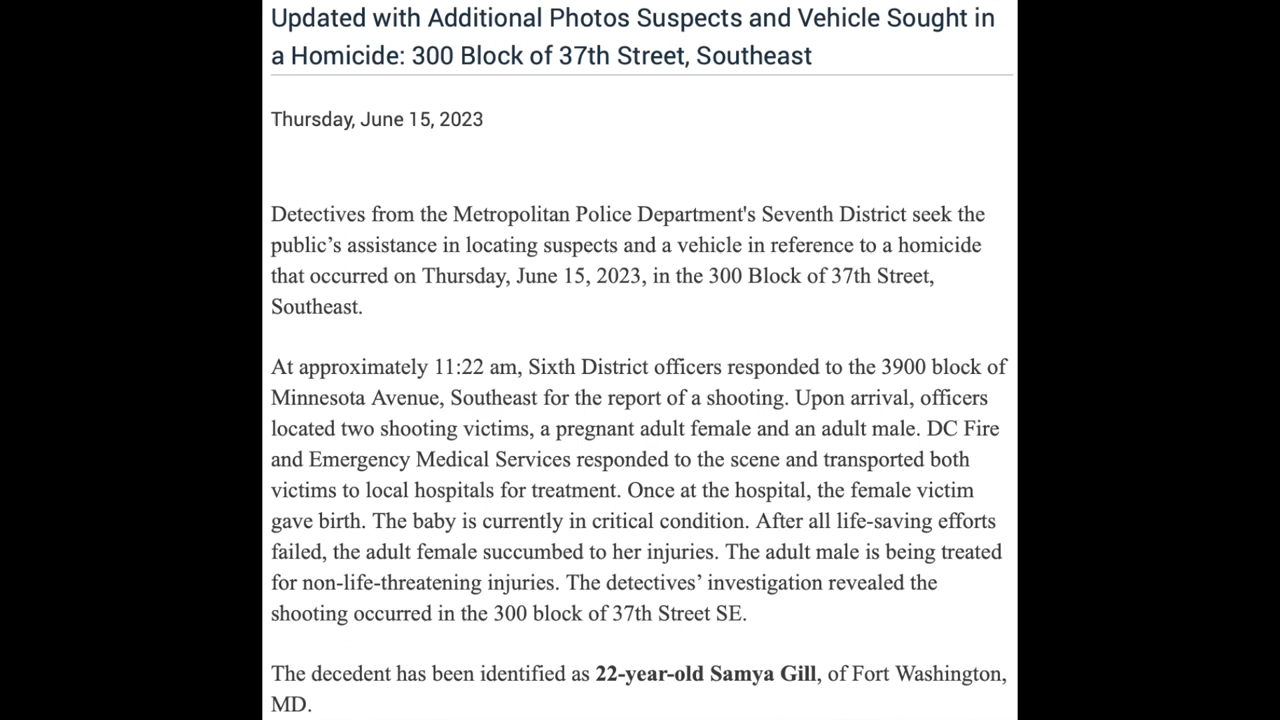 Updated with Additional Photos Suspects and Vehicle Sought in
a Homicide: 300 Block of 37th Street, Southeast
Thursday, June 15, 2023
Detectives from the Metropolitan Police Department's Seventh District seek the
public’s assistance in locating suspects and a vehicle in reference to a homicide
that occurred on Thursday, June 15, 2023, in the 300 Block of 37th Street,
Southeast.
At approximately 11:22 am, Sixth District officers responded to the 3900 block of
Minnesota Avenue, Southeast for the report of a shooting. Upon arrival, officers
located two shooting victims, a pregnant adult female and an adult male. DC Fire
and Emergency Medical Services responded to the scene and transported both
victims to local hospitals for treatment. Once at the hospital, the female victim
gave birth. The baby is currently in critical condition. After all life-saving efforts
failed, the adult female succumbed to her injuries. The adult male is being treated
for non-life-threatening injuries. The detectives’ investigation revealed the
shooting occurred in the 300 block of 37th Street SE.
The decedent has been identified as 22-year-old Samya Gill, of Fort Washington,
MD.